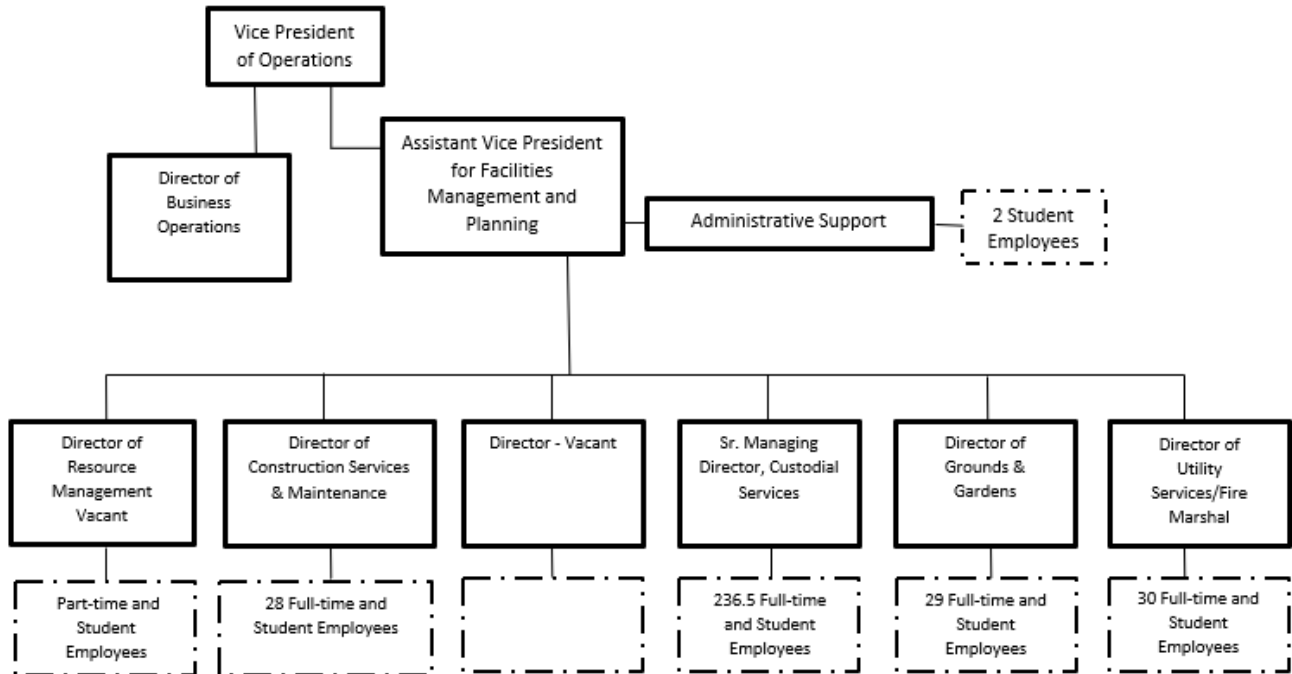 Vice President
of Operations
Assistant Vice President
for Facilities
Management and
Planning
Director of
Business
Operations
Administrative Support
2 Student
Employees
Director of
Resource
Management
Vacant
Director of
Construction Services
& Maintenance
Director - Vacant
Sr. Managing
Director, Custodial
Services
Director of
Grounds &
Gardens
Director of
Utility
Services/Fire
Marshal
Part-time and
Student
Employees
28 Full-time and
Student Employees
236.5 Full-time
and Student
Employees
29 Full-time and
Student
Employees
30 Full-time and
Student
Employees